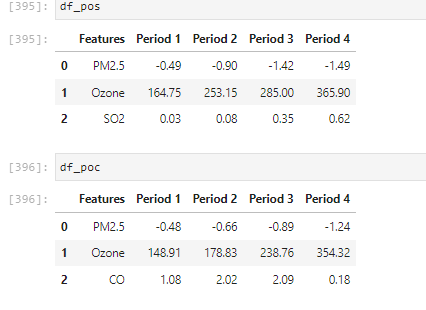 [395]: df_pos
[395]: Features Period 1 Period 2 Period 3 Period 4
0 PM2.5 -0.49 -0.90 -1.42 -1.49
1 Ozone 164.75 253.15 285.00 365.90
2 SO2 0.03 0.08 0.35 0.62
[396]: df_poc
[396]: Features Period 1 Period 2 Period 3 Period 4
0 PM2.5 -0.48 -0.66 -0.89 -1.24
1 Ozone 148.91 178.83 238.76 354.32
2 CO 1.08 2.02 2.09 0.18